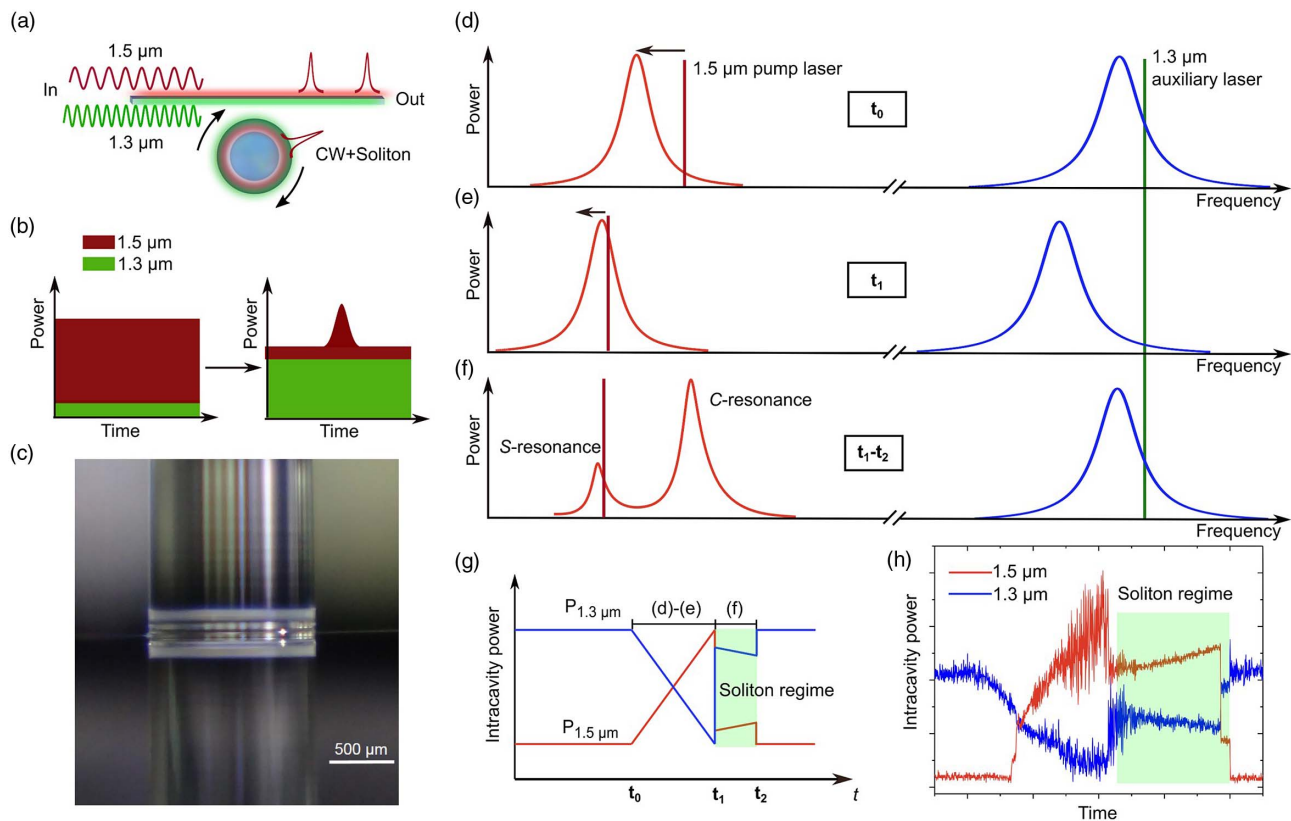 (a)
1.5 µm
In
Out
1.3 µm
CW+Soliton
(b)
1.5 µm
1.3 µm
Power
Time
Power
Time
(c)
500 µm
(d)
Power
1.5 µm pump laser
t0
1.3 µm
auxiliary laser
Frequency
(e)
Power
t1
Frequency
(f)
Power
S-resonance
C-resonance
t1-t2
Frequency
(g)
Intracavity power
P1.3 µm
(d)-(e)
(f)
Soliton regime
P1.5 µm
t0
t1
t2
t
(h)
Intracavity power
1.5 µm
1.3 µm
Soliton regime
Time